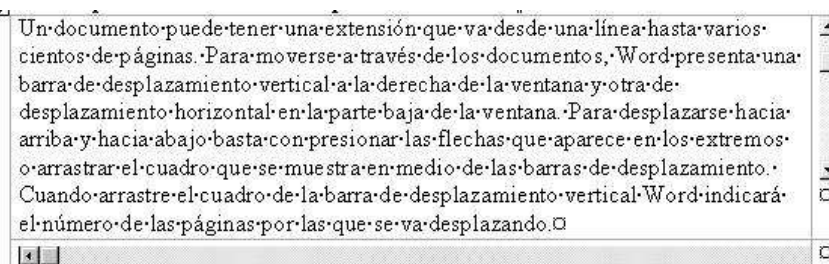 Un documento puede tener una extensión que va desde una línea hasta varios
cientos de páginas. Para moverse a través de los documentos, Word presenta una
barra de desplazamiento vertical a la derecha de la ventana y otra de
desplazamiento horizontal en la parte baja de la ventana. Para desplazarse hacia
arriba y hacia abajo basta con presionar las flechas que aparece en los extremos
o arrastrar el cuadro que se muestra en medio de las barras de desplazamiento.
Cuando arrastre el cuadro de la barra de desplazamiento vertical Word indicará
el número de las páginas por las que se va desplazando.